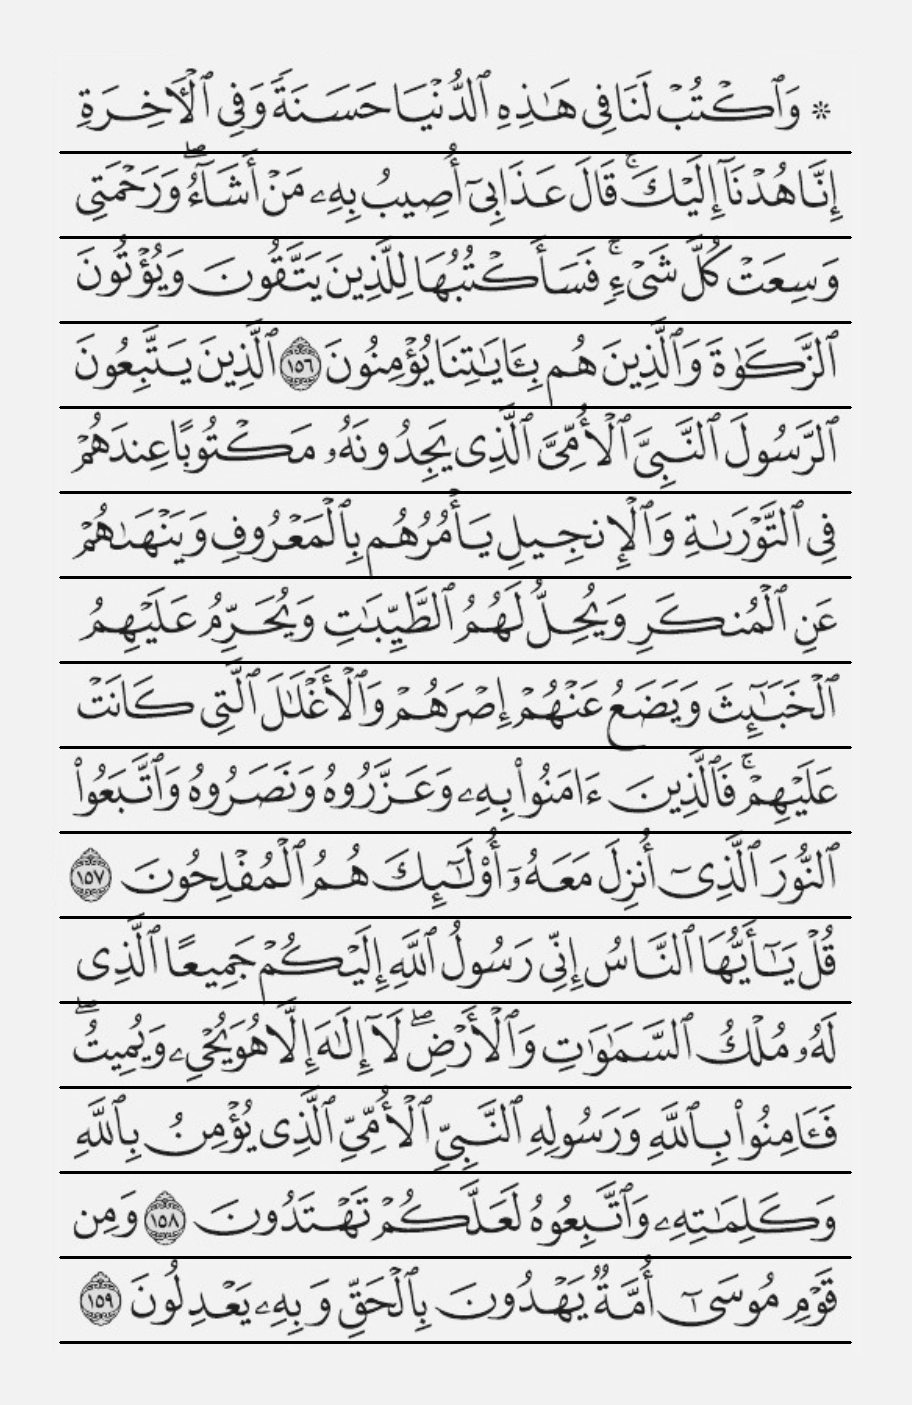 ۞ وَٱكْتُبْ لَنَا فِى هَـٰذِهِ ٱلدُّنْيَا حَسَنَةً وَفِى ٱلْـَٔاخِرَةِ
إِنَّا هُدْنَآ إِلَيْكَ ۚ قَالَ عَذَابِىٓ أُصِيبُ بِهِۦ مَنْ أَشَآءُ ۖ وَرَحْمَتِى
وَسِعَتْ كُلَّ شَىْءٍ ۚ فَسَأَكْتُبُهَا لِلَّذِينَ يَتَّقُونَ وَيُؤْتُونَ
ٱلزَّكَوٰةَ وَٱلَّذِينَ هُم بِـَٔايَـٰتِنَا يُؤْمِنُونَ ١٥٦ ٱلَّذِينَ يَتَّبِعُونَ
ٱلرَّسُولَ ٱلنَّبِىَّ ٱلْأُمِّىَّ ٱلَّذِى يَجِدُونَهُۥ مَكْتُوبًا عِندَهُمْ
فِى ٱلتَّوْرَىٰةِ وَٱلْإِنجِيلِ يَأْمُرُهُم بِٱلْمَعْرُوفِ وَيَنْهَىٰهُمْ
عَنِ ٱلْمُنكَرِ وَيُحِلُّ لَهُمُ ٱلطَّيِّبَـٰتِ وَيُحَرِّمُ عَلَيْهِمُ
ٱلْخَبَـٰٓئِثَ وَيَضَعُ عَنْهُمْ إِصْرَهُمْ وَٱلْأَغْلَـٰلَ ٱلَّتِى كَانَتْ
عَلَيْهِمْ ۚ فَٱلَّذِينَ ءَامَنُوا۟ بِهِۦ وَعَزَّرُوهُ وَنَصَرُوهُ وَٱتَّبَعُوا۟
ٱلنُّورَ ٱلَّذِىٓ أُنزِلَ مَعَهُۥٓ أُو۟لَـٰٓئِكَ هُمُ ٱلْمُفْلِحُونَ ١٥٧
قُلْ يَـٰٓأَيُّهَا ٱلنَّاسُ إِنِّى رَسُولُ ٱللَّهِ إِلَيْكُمْ جَمِيعًا ٱلَّذِى
لَهُۥ مُلْكُ ٱلسَّمَـٰوَٰتِ وَٱلْأَرْضِ ۖ لَآ إِلَـٰهَ إِلَّا هُوَ يُحْىِۦ وَيُمِيتُ ۖ
فَـَٔامِنُوا۟ بِٱللَّهِ وَرَسُولِهِ ٱلنَّبِىِّ ٱلْأُمِّىِّ ٱلَّذِى يُؤْمِنُ بِٱللَّهِ
وَكَلِمَـٰتِهِۦ وَٱتَّبِعُوهُ لَعَلَّكُمْ تَهْتَدُونَ ١٥٨ وَمِن
قَوْمِ مُوسَىٰٓ أُمَّةٌ يَهْدُونَ بِٱلْحَقِّ وَبِهِۦ يَعْدِلُونَ ١٥٩